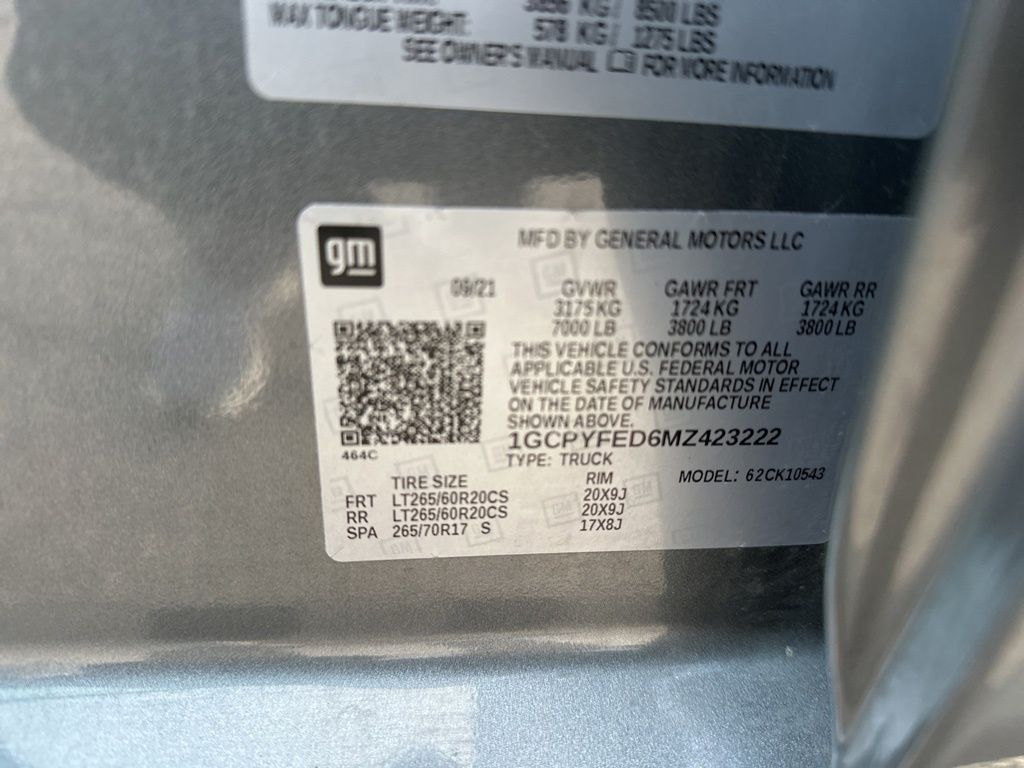 3856 KG / 8500 LBS
MAX TONGUE WEIGHT: 578 KG / 1275 LBS
SEE OWNER'S MANUAL FOR MORE INFORMATION
gm
MFD BY GENERAL MOTORS LLC
09/21 GVWR GAWR FRT GAWR RR
3175 KG 1724 KG 1724 KG
7000 LB 3800 LB 3800 LB
THIS VEHICLE CONFORMS TO ALL
APPLICABLE U.S. FEDERAL MOTOR
VEHICLE SAFETY STANDARDS IN EFFECT
ON THE DATE OF MANUFACTURE
SHOWN ABOVE.
1GCPYFED6MZ423222
464C
TYPE: TRUCK
MODEL: 62CK10543
TIRE SIZE RIM
FRT LT265/60R20CS 20X9J
RR LT265/60R20CS 20X9J
SPA 265/70R17 S 17X8J